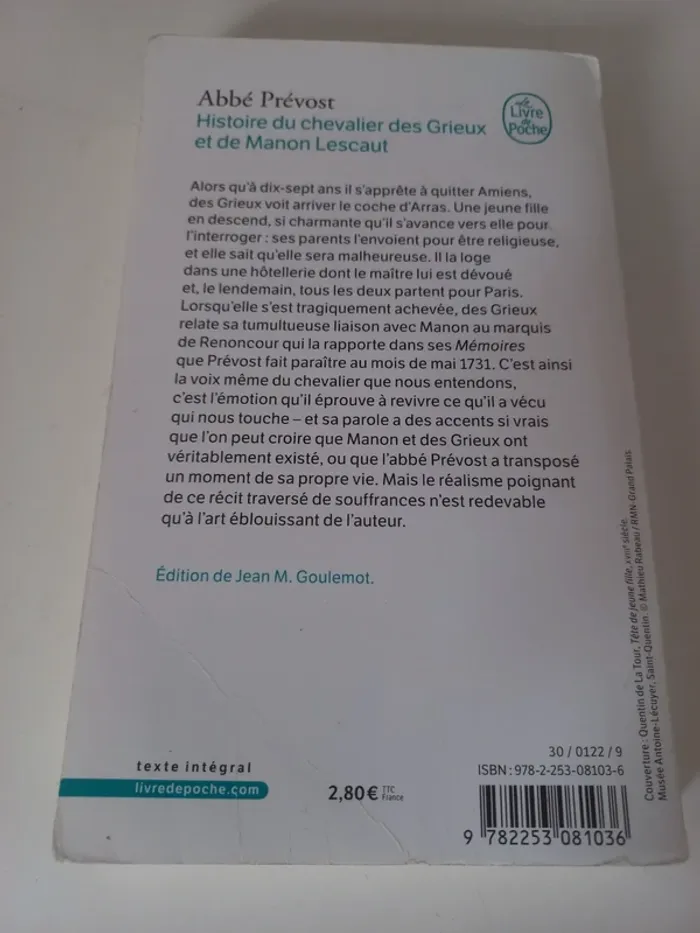 Abbé Prévost
Histoire du chevalier des Grieux
et de Manon Lescaut
Le
Livre
de
Poche
Alors qu'à dix-sept ans il s'apprête à quitter Amiens,
des Grieux voit arriver le coche d'Arras. Une jeune fille
en descend, si charmante qu'il s'avance vers elle pour
l'interroger : ses parents l'envoient pour être religieuse,
et elle sait qu'elle sera malheureuse. Il la loge
dans une hôtellerie dont le maître lui est dévoué
et, le lendemain, tous les deux partent pour Paris.
Lorsqu'elle s'est tragiquement achevée, des Grieux
relate sa tumultueuse liaison avec Manon au marquis
de Renoncour qui la rapporte dans ses Mémoires
que Prévost fait paraître au mois de mai 1731. C'est ainsi
la voix même du chevalier que nous entendons,
c'est l'émotion qu'il éprouve à revivre ce qu'il a vécu
qui nous touche – et sa parole a des accents si vrais
que l'on peut croire que Manon et des Grieux ont
véritablement existé, ou que l'abbé Prévost a transposé
un moment de sa propre vie. Mais le réalisme poignant
de ce récit traversé de souffrances n'est redevable
qu'à l'art éblouissant de l'auteur.
Édition de Jean M. Goulemot.
Couverture : Quentin de La Tour, Tête de jeune fille, XVIIIe siècle.
Musée Antoine-Lécuyer, Saint-Quentin. © Mathieu Rabeau / RMN-Grand Palais.
texte intégral
livredepoche.com
2,80 € TTC
France
30 / 0122 / 9
ISBN : 978-2-253-08103-6
9 782253 081036